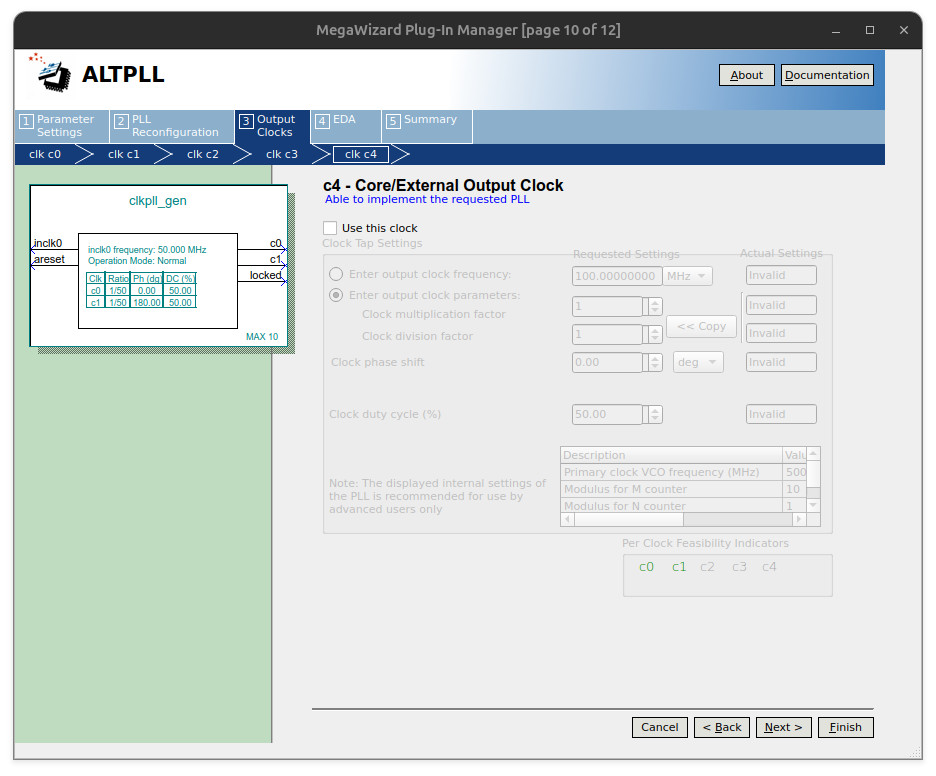 MegaWizard Plug-In Manager [page 10 of 12]
ALTPLL
About
Documentation
1 Parameter Settings
2 PLL Reconfiguration
3 Output Clocks
4 EDA
5 Summary
clk c0
clk c1
clk c2
clk c3
clk c4
clkpll_gen
inclk0
areset
inclk0 frequency: 50.000 MHz
Operation Mode: Normal
Clk Ratio Ph (dg) DC (%)
c0 1/50 0.00 50.00
c1 1/50 180.00 50.00
c0
c1
locked
MAX 10
c4 - Core/External Output Clock
Able to implement the requested PLL
Use this clock
Clock Tap Settings
Requested Settings
Actual Settings
Enter output clock frequency:
100.00000000 MHz
Invalid
Enter output clock parameters:
Clock multiplication factor
1
Invalid
<< Copy
Clock division factor
1
Invalid
Clock phase shift
0.00
deg
Invalid
Clock duty cycle (%)
50.00
Invalid
Note: The displayed internal settings of
the PLL is recommended for use by
advanced users only
Description Valu
Primary clock VCO frequency (MHz) 500
Modulus for M counter 10
Modulus for N counter 1
Per Clock Feasibility Indicators
c0 c1 c2 c3 c4
Cancel
< Back
Next >
Finish